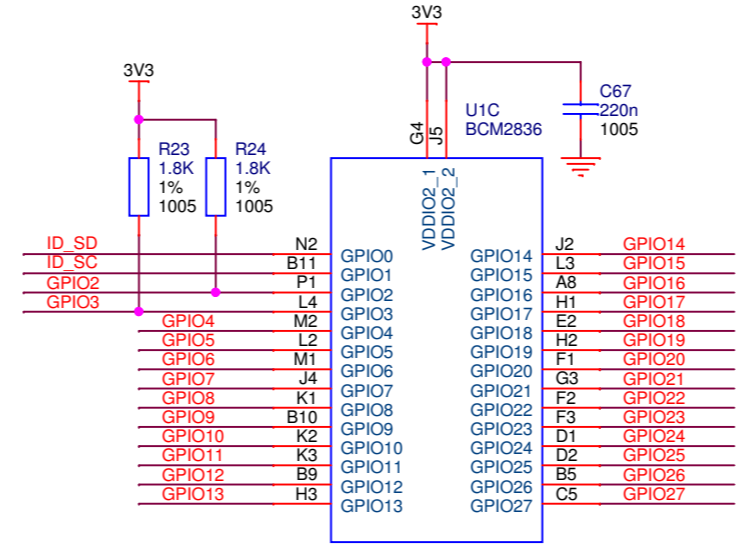 3V3
3V3
R23
1.8K
1%
1005
R24
1.8K
1%
1005
G4
J5
U1C
BCM2836
C67
220n
1005
VDDIO2_1
VDDIO2_2
ID_SD N2 GPIO0
ID_SC B11 GPIO1
GPIO2 P1 GPIO2
GPIO3 L4 GPIO3
GPIO4 M2 GPIO4
GPIO5 L2 GPIO5
GPIO6 M1 GPIO6
GPIO7 J4 GPIO7
GPIO8 K1 GPIO8
GPIO9 B10 GPIO9
GPIO10 K2 GPIO10
GPIO11 K3 GPIO11
GPIO12 B9 GPIO12
GPIO13 H3 GPIO13
GPIO14 J2 GPIO14
GPIO15 L3 GPIO15
GPIO16 A8 GPIO16
GPIO17 H1 GPIO17
GPIO18 E2 GPIO18
GPIO19 H2 GPIO19
GPIO20 F1 GPIO20
GPIO21 G3 GPIO21
GPIO22 F2 GPIO22
GPIO23 F3 GPIO23
GPIO24 D1 GPIO24
GPIO25 D2 GPIO25
GPIO26 B5 GPIO26
GPIO27 C5 GPIO27